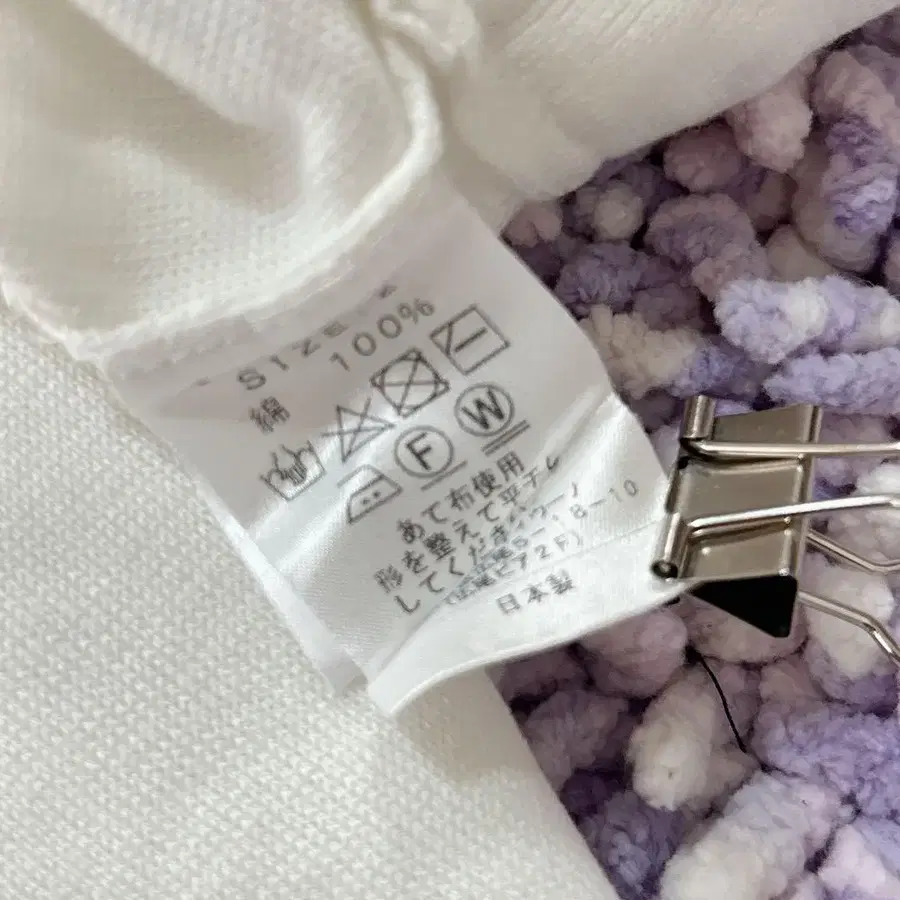 SIZE
綿 100%
F W
あて布使用
形を整えて平干し
してください
日本製